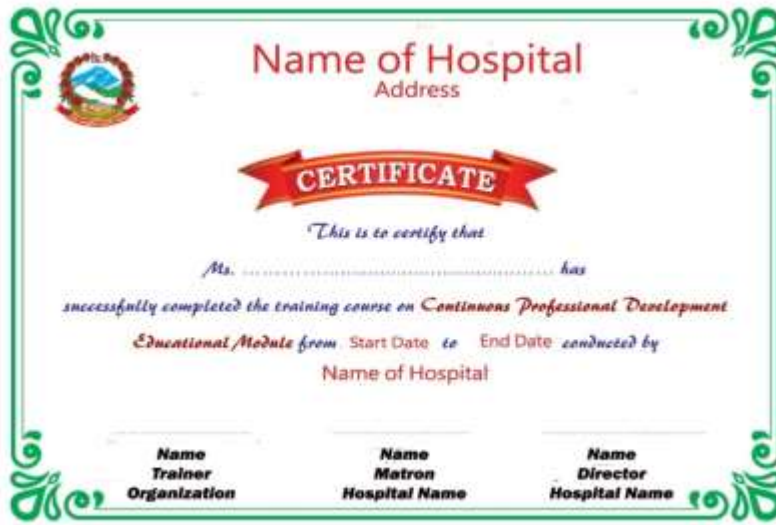 Name of Hospital
Address
CERTIFICATE
This is to certify that
Ms. ........................................................ has
successfully completed the training course on Continuous Professional Development
Educational Module from Start Date to End Date conducted by
Name of Hospital
Name
Trainer
Organization
Name
Matron
Hospital Name
Name
Director
Hospital Name